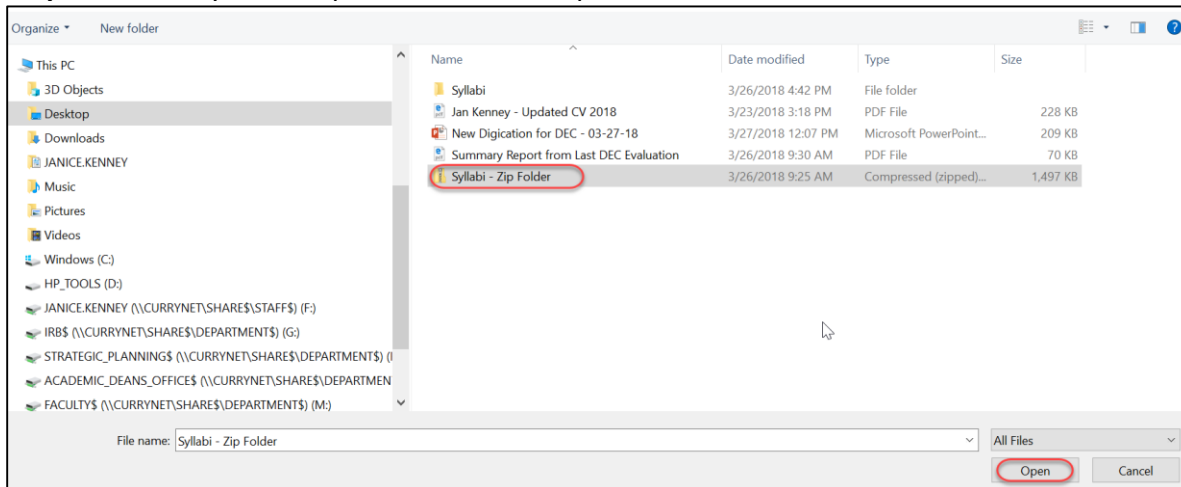 Organize New folder
This PC
3D Objects
Desktop
Downloads
JANICE.KENNEY
Music
Pictures
Videos
Windows (C:)
HP_TOOLS (D:)
JANICE.KENNEY (\\CURRYNET\SHARE$\STAFF$) (F:)
IRB$ (\\CURRYNET\SHARE$\DEPARTMENT$) (G:)
STRATEGIC_PLANNING$ (\\CURRYNET\SHARE$\DEPARTMENT$) (I
ACADEMIC_DEANS_OFFICE$ (\\CURRYNET\SHARE$\DEPARTMEN
FACULTY$ (\\CURRYNET\SHARE$\DEPARTMENT$) (M:)
Name Date modified Type Size
Syllabi 3/26/2018 4:42 PM File folder
Jan Kenney - Updated CV 2018 3/23/2018 3:18 PM PDF File 228 KB
New Digication for DEC - 03-27-18 3/27/2018 12:07 PM Microsoft PowerPoint... 209 KB
Summary Report from Last DEC Evaluation 3/26/2018 9:30 AM PDF File 70 KB
Syllabi - Zip Folder 3/26/2018 9:25 AM Compressed (zipped)... 1,497 KB
File name: Syllabi - Zip Folder All Files
Open Cancel